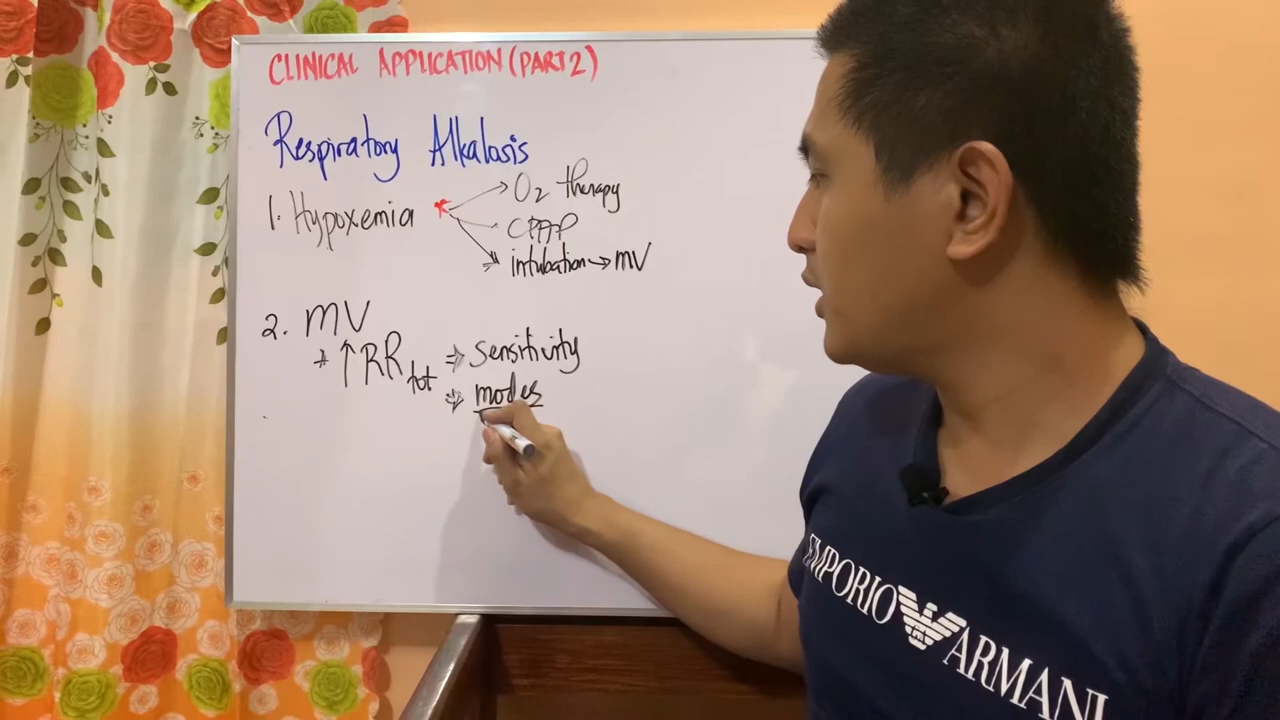 CLINICAL APPLICATION (PART 2)
Respiratory Alkalosis
1. Hypoxemia
O2 therapy
CPAP
intubation → MV
2. MV
↑RR tot ⇒ Sensitivity
⇒ modes
EMPORIO ARMANI